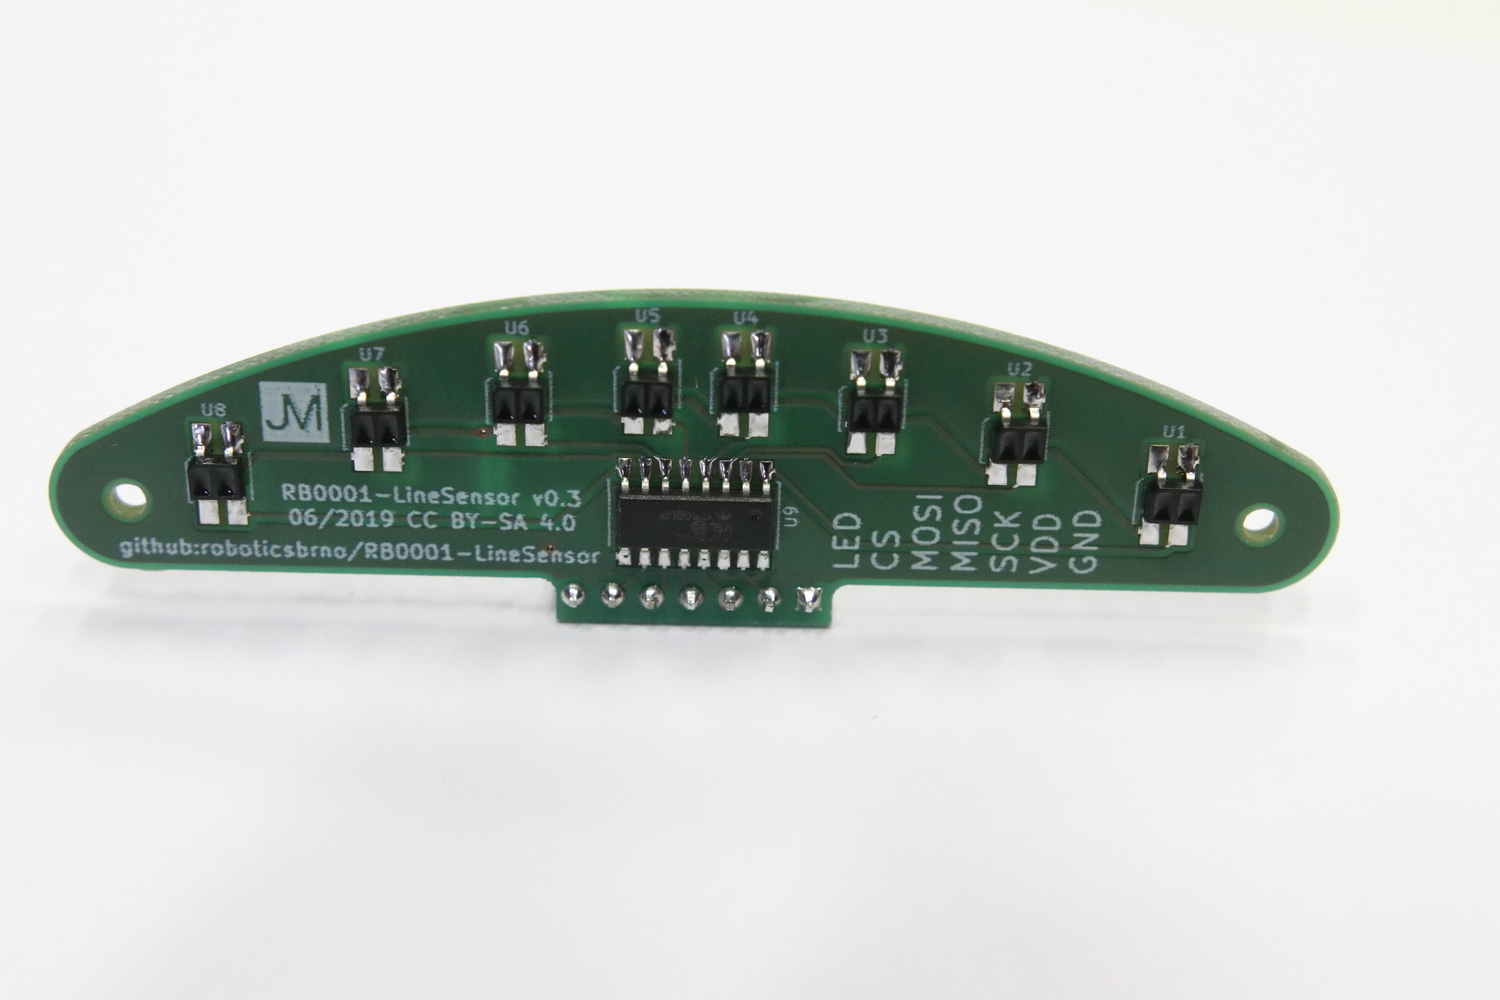 U8
U7
U6
U5
U4
U3
U2
U1
JM
RB0001-LineSensor v0.3
06/2019 CC BY-SA 4.0
github:roboticsbrno/RB0001-LineSensor
U9
LED
CS
MOSI
MISO
SCK
VDD
GND